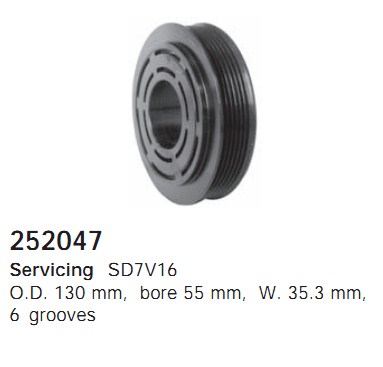 252047
Servicing SD7V16
O.D. 130 mm, bore 55 mm, W. 35.3 mm,
6 grooves